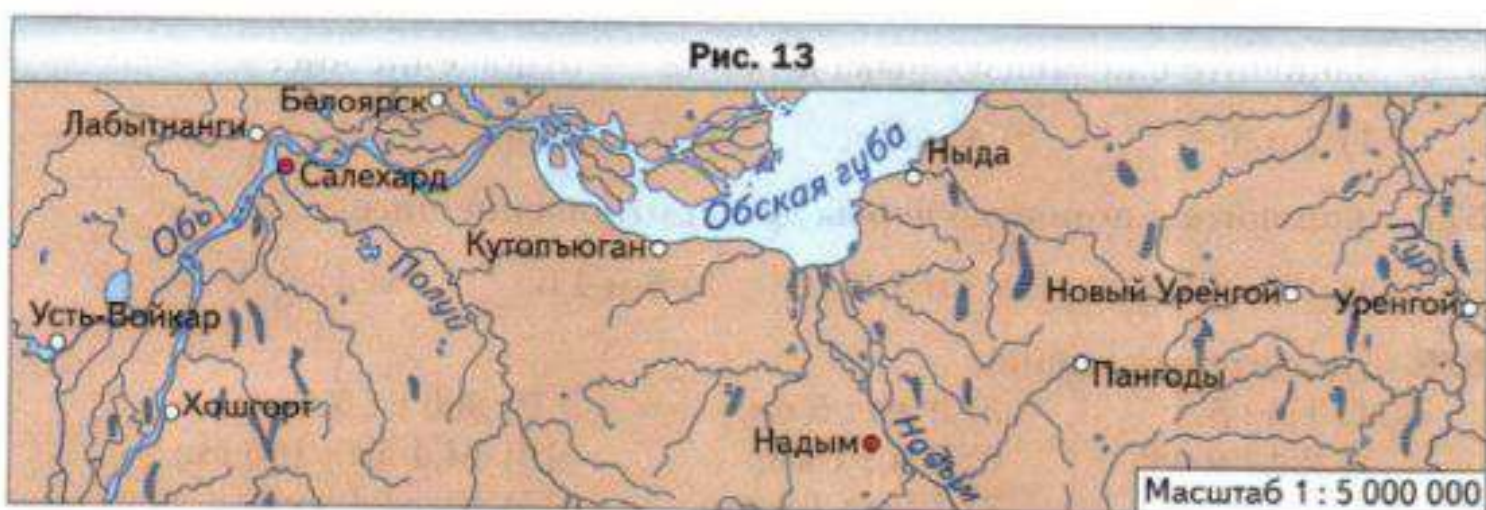 Рис. 13
Белоярск
Лабытнанги
Салехард
Обь
Полуй
Обская губа
Ныда
Кутопъюган
Пур
Новый Уренгой
Уренгой
Усть-Войкар
Хошгорт
Пангоды
Надым
Надым
Масштаб 1 : 5 000 000